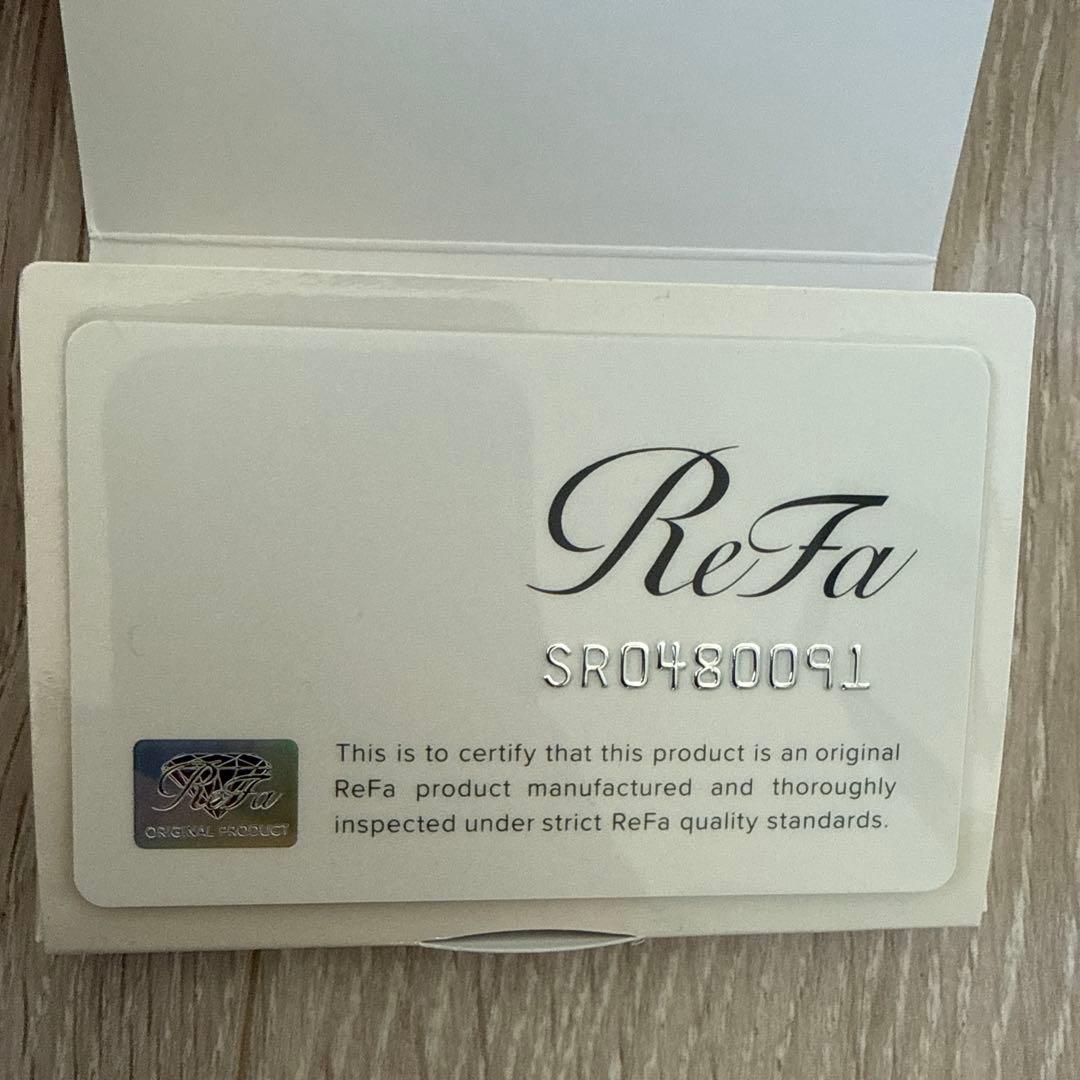 ReFa
SR0480091
This is to certify that this product is an original
ReFa product manufactured and thoroughly
inspected under strict ReFa quality standards.
ReFa
ORIGINAL PRODUCT